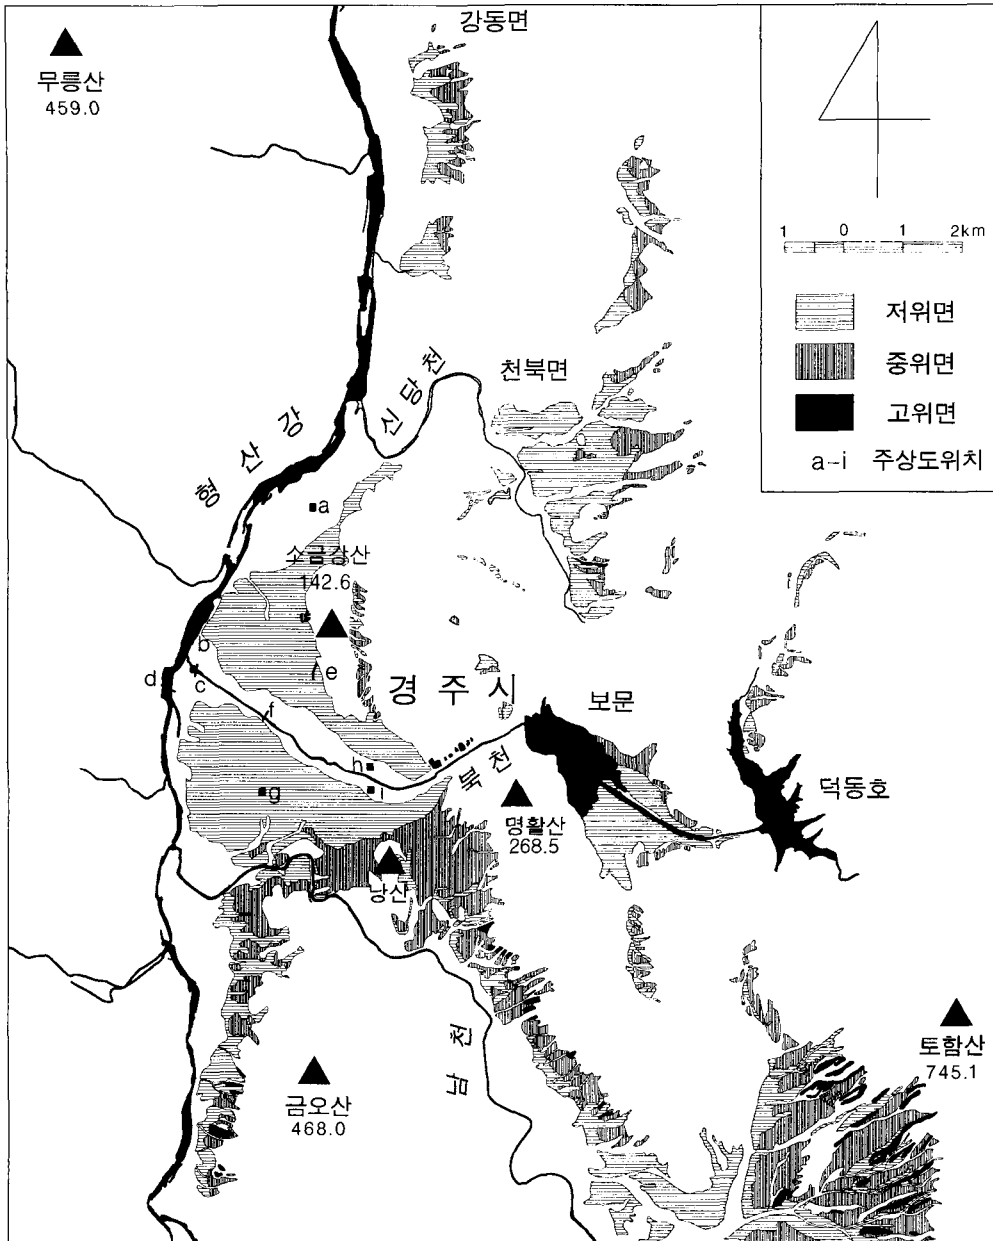 강동면
무릉산
459.0
1 0 1 2km
저위면
중위면
고위면
a-i 주상도위치
천북면
신당천
형산강
a
소금강산
142.6
b
c
d
e
f
경주시
보문
h
g
i
북천
명활산
268.5
덕동호
낭산
남천
금오산
468.0
토함산
745.1